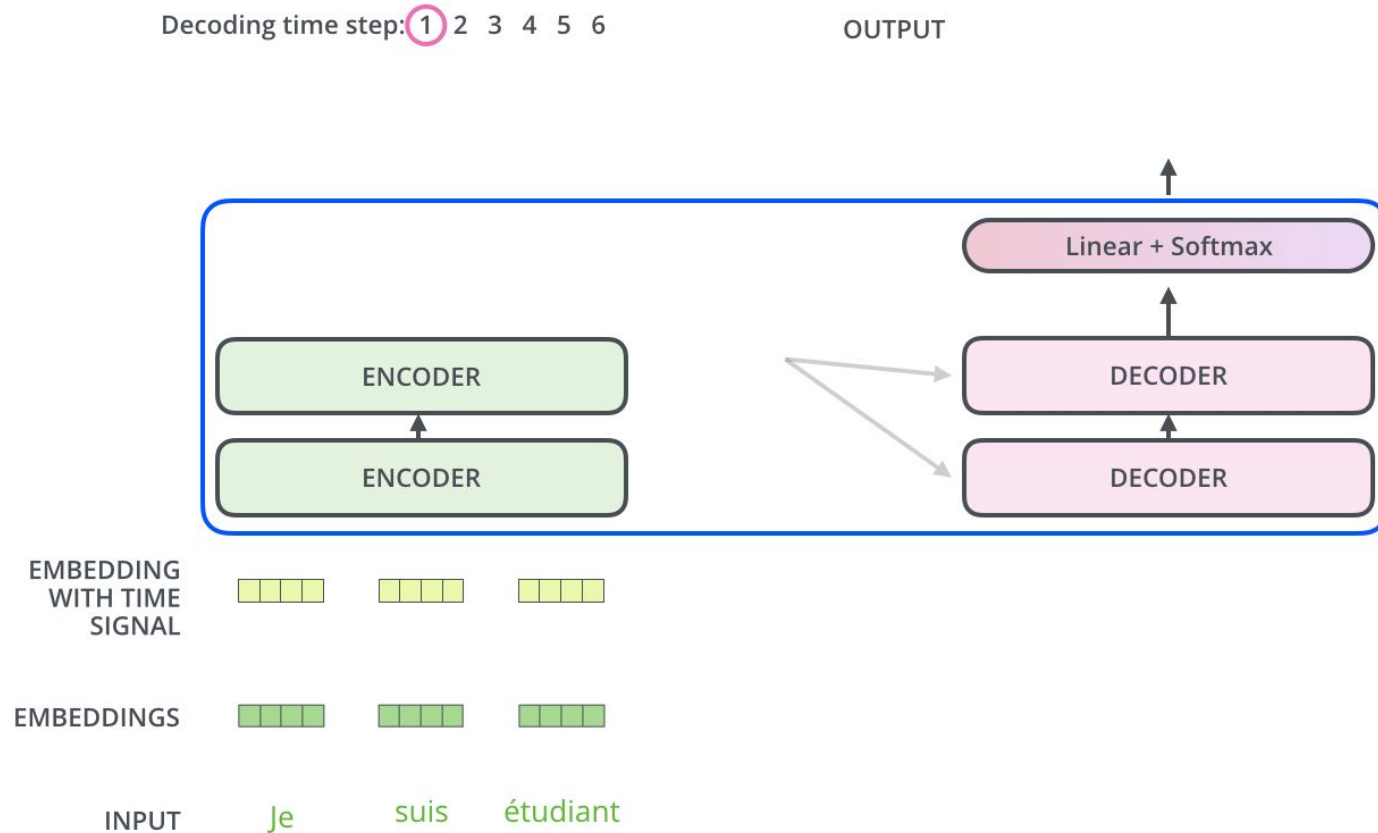 Decoding time step: 1 2 3 4 5 6
OUTPUT
Linear + Softmax
ENCODER
DECODER
ENCODER
DECODER
EMBEDDING
WITH TIME
SIGNAL
EMBEDDINGS
INPUT
Je suis étudiant